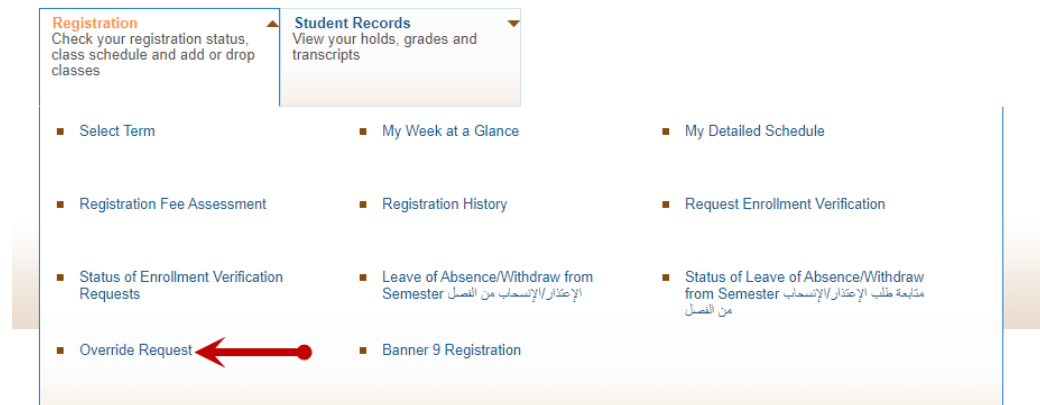 Registration
Check your registration status,
class schedule and add or drop
classes
Student Records
View your holds, grades and
transcripts
Select Term
My Week at a Glance
My Detailed Schedule
Registration Fee Assessment
Registration History
Request Enrollment Verification
Status of Enrollment Verification
Requests
Leave of Absence/Withdraw from
Semester الإعتذار/الإنسحاب من الفصل
Status of Leave of Absence/Withdraw
from Semester متابعة طلب الإعتذار/الإنسحاب
من الفصل
Override Request
Banner 9 Registration